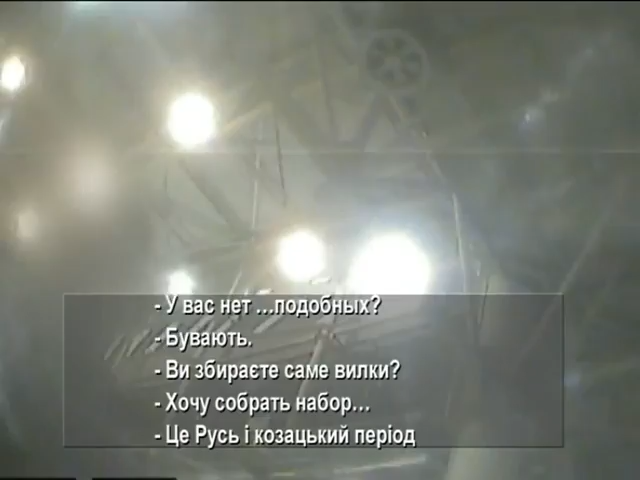 - У вас нет ...подобных?
- Бувають.
- Ви збираєте саме вилки?
- Хочу собрать набор...
- Це Русь і козацький період